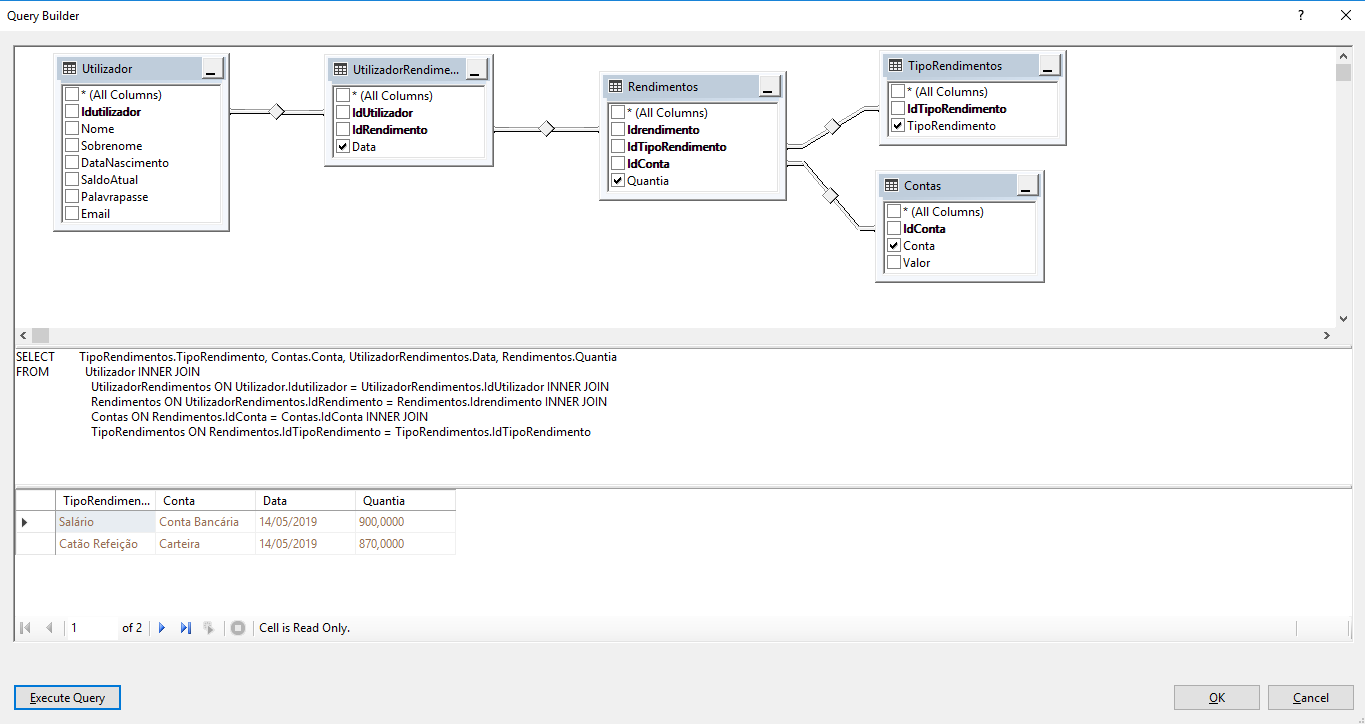 Query Builder
?
Utilizador
* (All Columns)
Idutilizador
Nome
Sobrenome
DataNascimento
SaldoAtual
Palavrapasse
Email
UtilizadorRendime...
* (All Columns)
IdUtilizador
IdRendimento
Data
Rendimentos
* (All Columns)
Idrendimento
IdTipoRendimento
IdConta
Quantia
TipoRendimentos
* (All Columns)
IdTipoRendimento
TipoRendimento
Contas
* (All Columns)
IdConta
Conta
Valor
SELECT TipoRendimentos.TipoRendimento, Contas.Conta, UtilizadorRendimentos.Data, Rendimentos.Quantia
FROM Utilizador INNER JOIN
UtilizadorRendimentos ON Utilizador.Idutilizador = UtilizadorRendimentos.IdUtilizador INNER JOIN
Rendimentos ON UtilizadorRendimentos.IdRendimento = Rendimentos.Idrendimento INNER JOIN
Contas ON Rendimentos.IdConta = Contas.IdConta INNER JOIN
TipoRendimentos ON Rendimentos.IdTipoRendimento = TipoRendimentos.IdTipoRendimento
TipoRendimen... Conta Data Quantia
Salário Conta Bancária 14/05/2019 900,0000
Catão Refeição Carteira 14/05/2019 870,0000
1 of 2 Cell is Read Only.
Execute Query OK Cancel